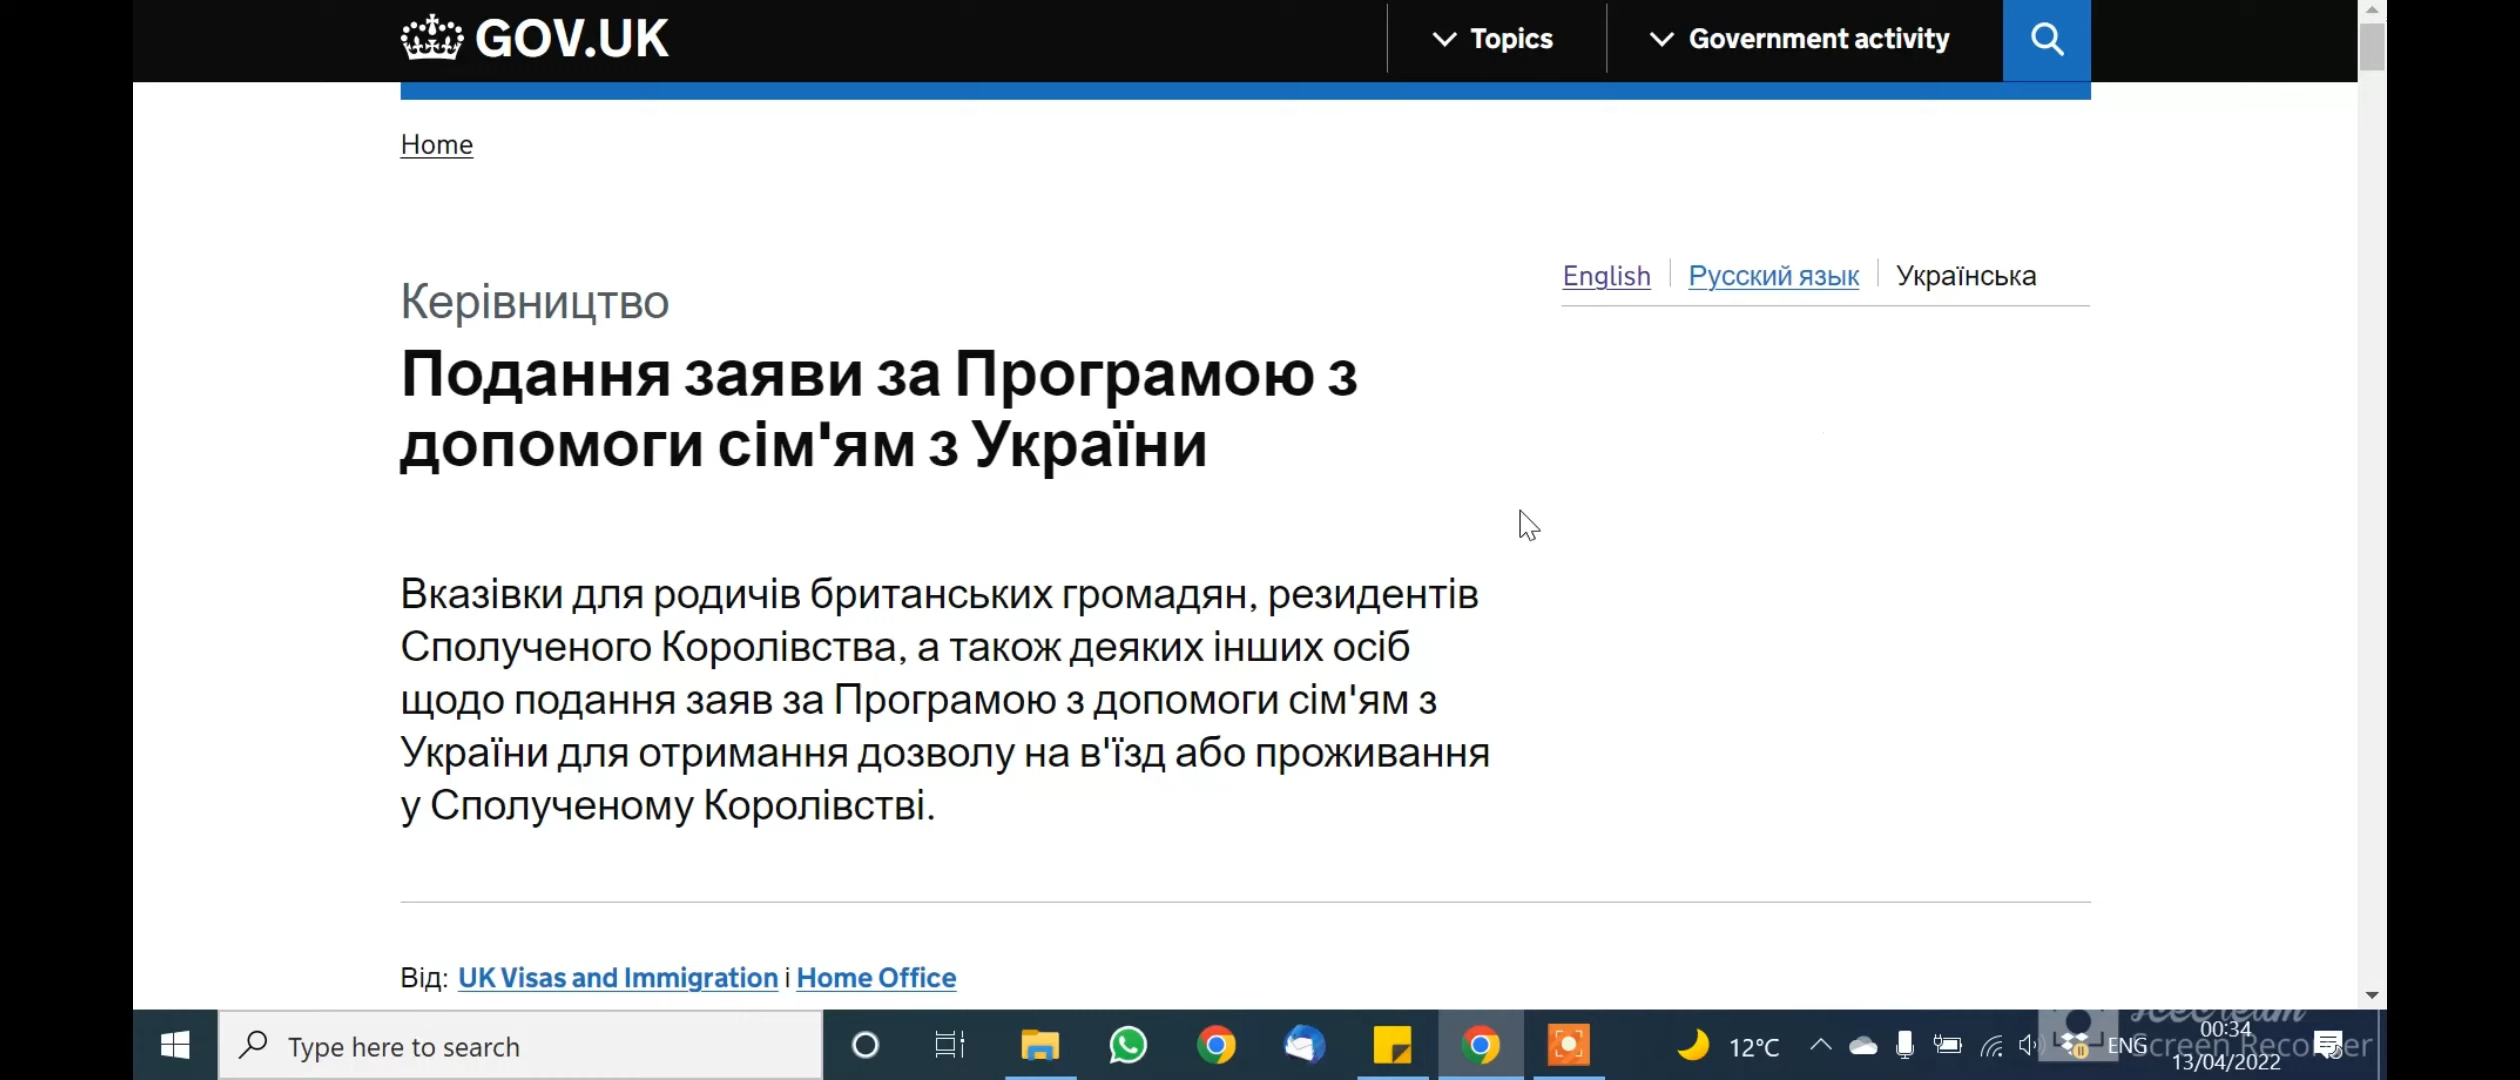 GOV.UK
Topics
Government activity
Home
English
Русский язык
Українська
Керівництво
Подання заяви за Програмою з
допомоги сім'ям з України
Вказівки для родичів британських громадян, резидентів
Сполученого Королівства, а також деяких інших осіб
щодо подання заяв за Програмою з допомоги сім'ям з
України для отримання дозволу на в'їзд або проживання
у Сполученому Королівстві.
Від: UK Visas and Immigration і Home Office
Type here to search
12°C
ENG
00:34
13/04/2022
Icecream
Screen Recorder